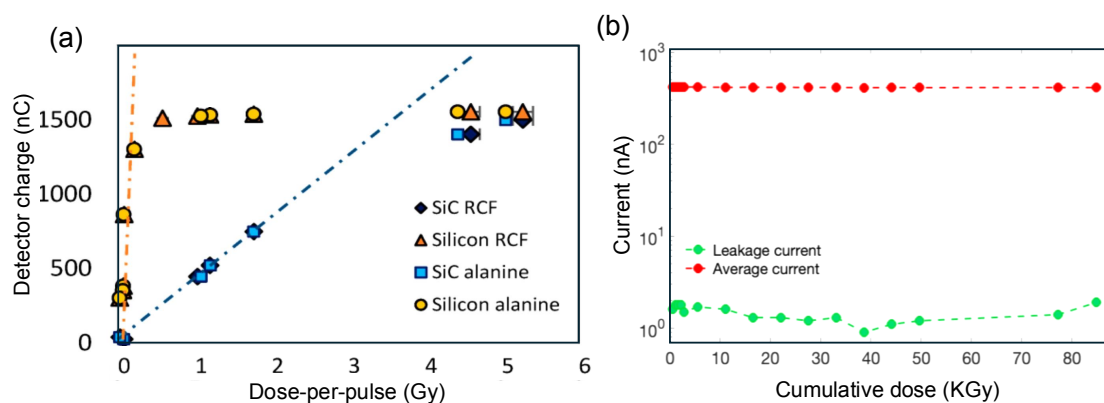 (a)
Detector charge (nC)
1500
1000
500
0
0 1 2 3 4 5 6
Dose-per-pulse (Gy)
SiC RCF
Silicon RCF
SiC alanine
Silicon alanine
(b)
Current (nA)
10³
10²
10¹
10⁰
Leakage current
Average current
0 10 20 30 40 50 60 70 80
Cumulative dose (KGy)